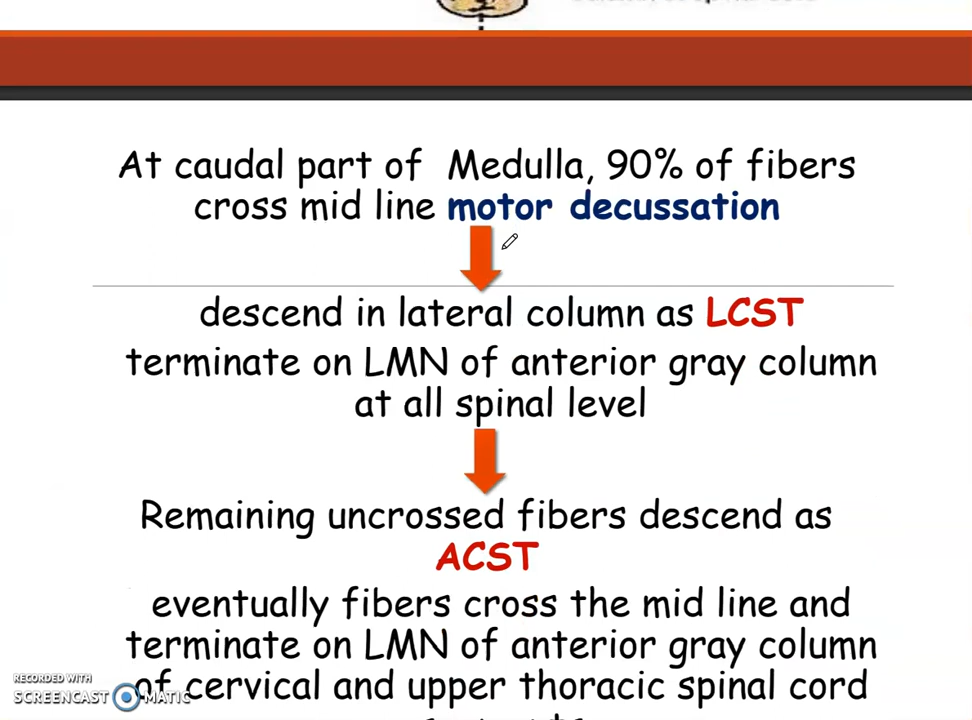 At caudal part of Medulla, 90% of fibers
cross mid line motor decussation
descend in lateral column as LCST
terminate on LMN of anterior gray column
at all spinal level
Remaining uncrossed fibers descend as
ACST
eventually fibers cross the mid line and
terminate on LMN of anterior gray column
of cervical and upper thoracic spinal cord
RECORDED WITH
SCREENCAST MATIC